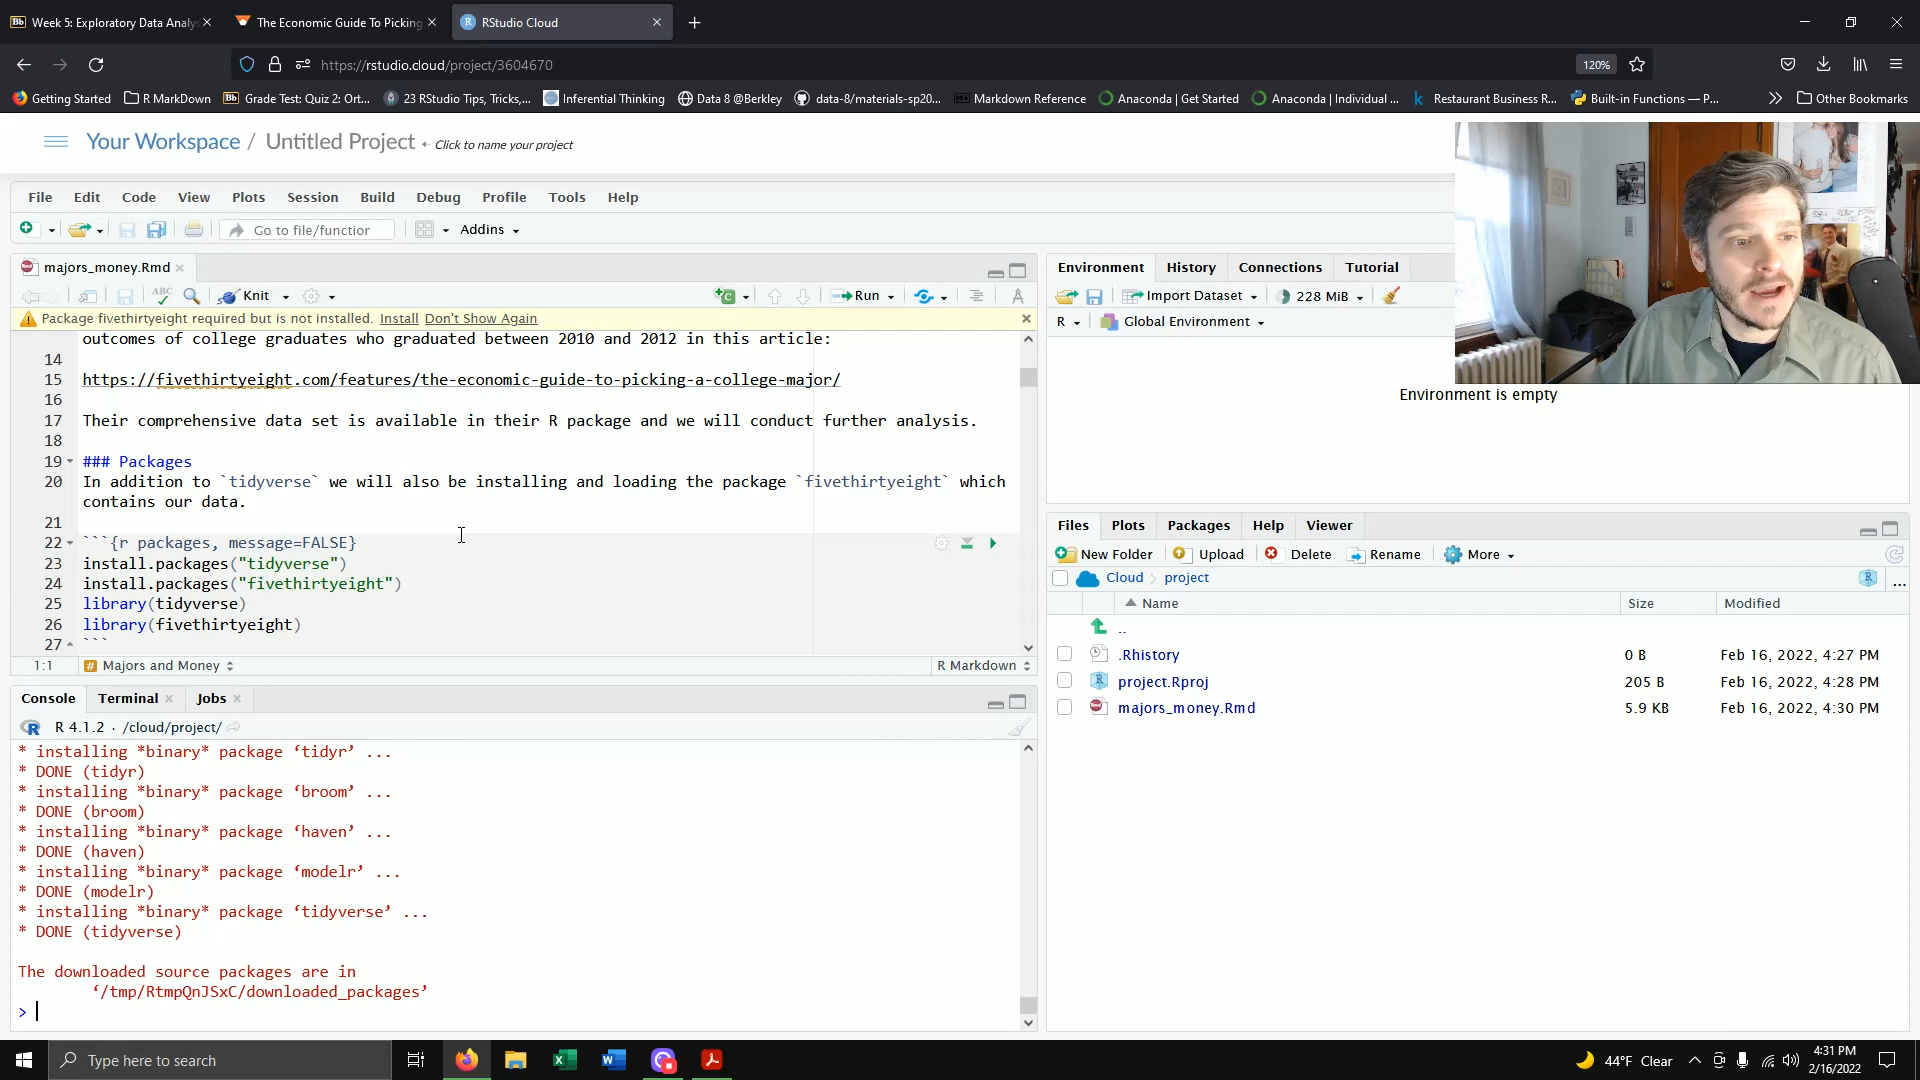 Week 5: Exploratory Data Analys
The Economic Guide To Picking
RStudio Cloud
https://rstudio.cloud/project/3604670
120%
Getting Started
R MarkDown
Grade Test: Quiz 2: Ort...
23 RStudio Tips, Tricks,...
Inferential Thinking
Data 8 @Berkley
data-8/materials-sp20...
Markdown Reference
Anaconda | Get Started
Anaconda | Individual ...
Restaurant Business R...
Built-in Functions — P...
Other Bookmarks
Your Workspace / Untitled Project
Click to name your project
File Edit Code View Plots Session Build Debug Profile Tools Help
Go to file/function
Addins
majors_money.Rmd
Knit
Run
Package fivethirtyeight required but is not installed. Install Don't Show Again
outcomes of college graduates who graduated between 2010 and 2012 in this article:
14
15 https://fivethirtyeight.com/features/the-economic-guide-to-picking-a-college-major/
16
17 Their comprehensive data set is available in their R package and we will conduct further analysis.
18
19 ### Packages
20 In addition to `tidyverse` we will also be installing and loading the package `fivethirtyeight` which
contains our data.
21
22 ```{r packages, message=FALSE}
23 install.packages("tidyverse")
24 install.packages("fivethirtyeight")
25 library(tidyverse)
26 library(fivethirtyeight)
27 ```
1:1 Majors and Money
R Markdown
Console Terminal Jobs
R 4.1.2 · /cloud/project/
* installing *binary* package ‘tidyr’ ...
* DONE (tidyr)
* installing *binary* package ‘broom’ ...
* DONE (broom)
* installing *binary* package ‘haven’ ...
* DONE (haven)
* installing *binary* package ‘modelr’ ...
* DONE (modelr)
* installing *binary* package ‘tidyverse’ ...
* DONE (tidyverse)
The downloaded source packages are in
‘/tmp/RtmpQnJSxC/downloaded_packages’
>
Environment History Connections Tutorial
Import Dataset
228 MiB
R
Global Environment
Environment is empty
Files Plots Packages Help Viewer
New Folder Upload Delete Rename More
Cloud project
Name Size Modified
..
.Rhistory 0 B Feb 16, 2022, 4:27 PM
project.Rproj 205 B Feb 16, 2022, 4:28 PM
majors_money.Rmd 5.9 KB Feb 16, 2022, 4:30 PM
Type here to search
44°F Clear
4:31 PM
2/16/2022